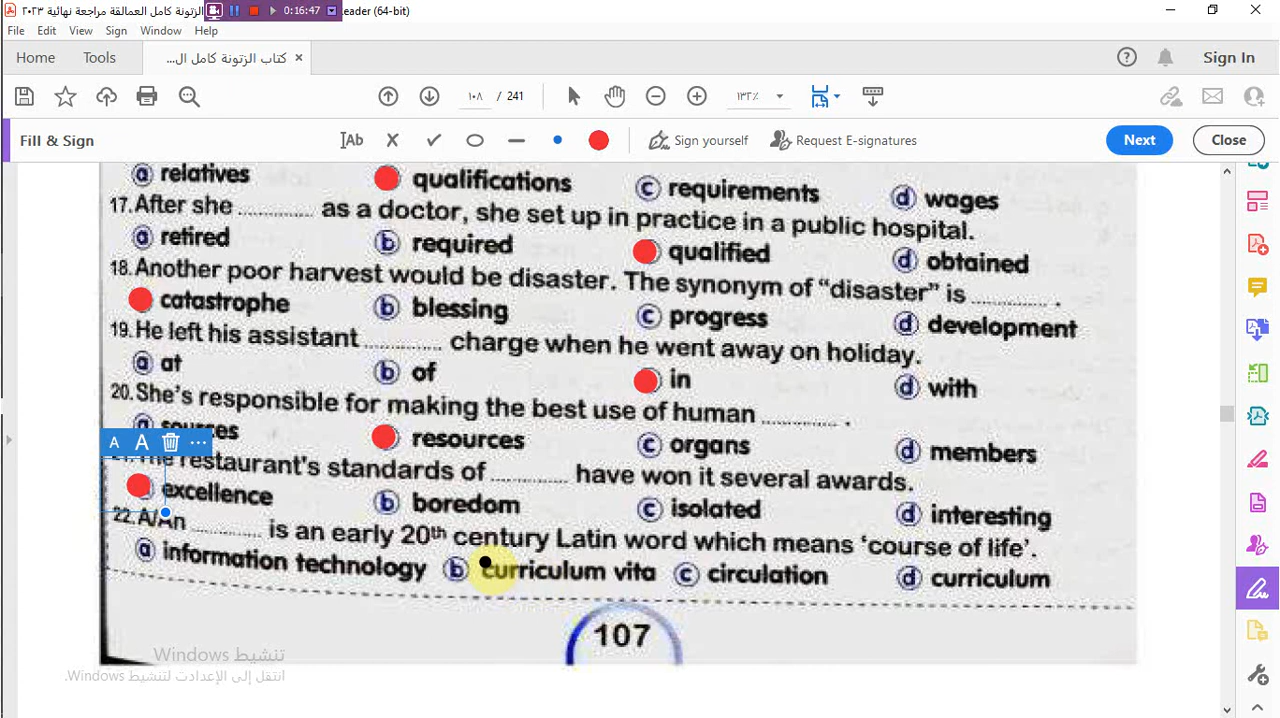 كتاب الزتونة كامل العمالقة مراجعة نهائية ٢٠٢٣ 0:16:47 eader (64-bit)
File Edit View Sign Window Help
Home Tools كتاب الزتونة كامل ال... × Sign In
١٠٨ / 241 ١٣٢٪
Fill & Sign Ab Sign yourself Request E-signatures Next Close
a relatives qualifications c requirements d wages
17. After she ............ as a doctor, she set up in practice in a public hospital.
a retired b required qualified d obtained
18. Another poor harvest would be disaster. The synonym of "disaster" is ............ .
catastrophe b blessing c progress d development
19. He left his assistant ............ charge when he went away on holiday.
a at b of in d with
20. She's responsible for making the best use of human ............ .
sources resources c organs d members
A A ...
The restaurant's standards of ............ have won it several awards.
excellence b boredom c isolated d interesting
22. A/An ............ is an early 20th century Latin word which means 'course of life'.
a information technology b curriculum vita c circulation d curriculum
107
تنشيط Windows
انتقل إلى الإعدادت لتنشيط Windows.